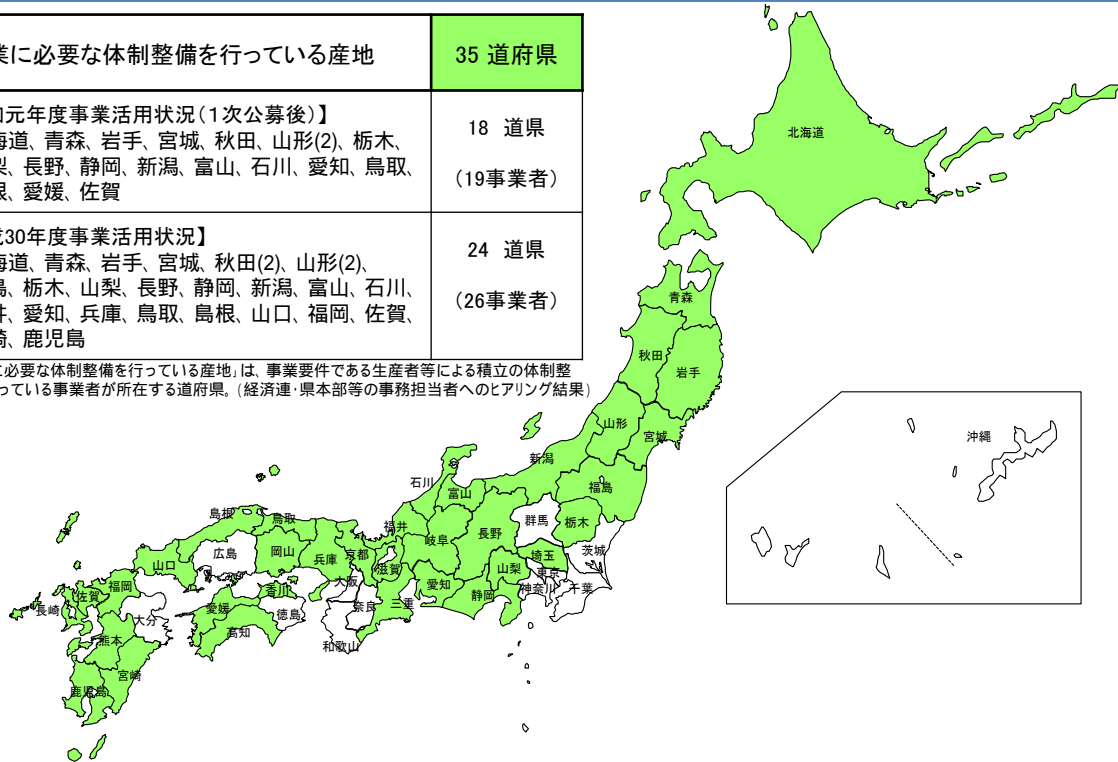 業に必要な体制整備を行っている産地
35 道府県
元年度事業活用状況（１次公募後）】
海道、青森、岩手、宮城、秋田、山形(2)、栃木、
梨、長野、静岡、新潟、富山、石川、愛知、鳥取、
根、愛媛、佐賀
18 道県
（19事業者）
30年度事業活用状況】
海道、青森、岩手、宮城、秋田(2)、山形(2)、
島、栃木、山梨、長野、静岡、新潟、富山、石川、
井、愛知、兵庫、鳥取、島根、山口、福岡、佐賀、
崎、鹿児島
24 道県
（26事業者）
に必要な体制整備を行っている産地」は、事業要件である生産者等による積立の体制整
っている事業者が所在する道府県。（経済連・県本部等の事務担当者へのヒアリング結果）
北海道
青森
秋田
岩手
山形
宮城
新潟
福島
石川
富山
群馬
栃木
長野
福井
岐阜
茨城
埼玉
東京
山梨
神奈川
千葉
静岡
愛知
島根
鳥取
広島
岡山
兵庫
京都
滋賀
山口
大阪
奈良
三重
和歌山
香川
徳島
愛媛
高知
福岡
佐賀
長崎
大分
熊本
宮崎
鹿児島
沖縄